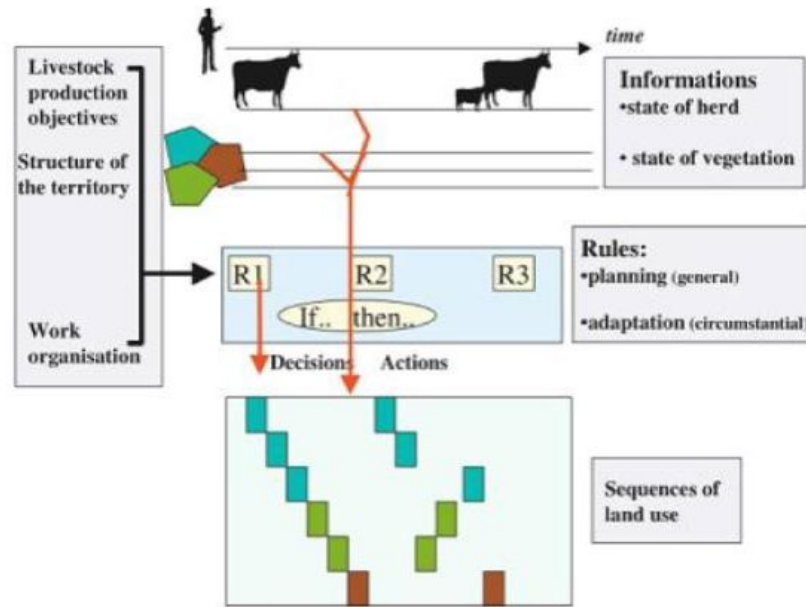 time
Livestock
production
objectives
Structure of
the territory
Work
organisation
Informations
•state of herd
• state of vegetation
R1
R2
R3
If.. then..
Rules:
•planning (general)
•adaptation (circumstantial)
Decisions Actions
Sequences of
land use